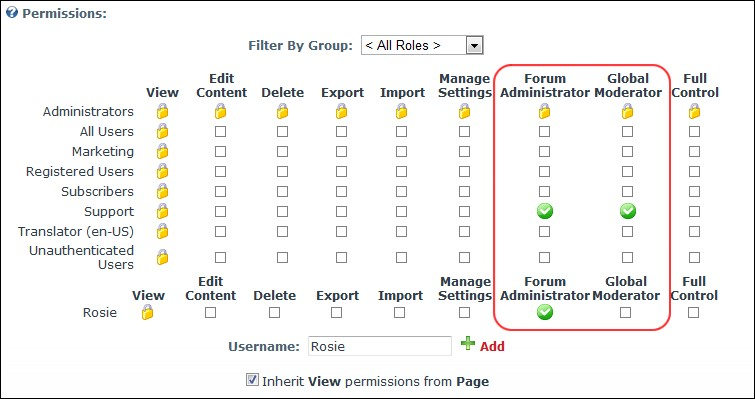 Permissions:
Filter By Group: < All Roles >
View Edit Content Delete Export Import Manage Settings Forum Administrator Global Moderator Full Control
Administrators
All Users
Marketing
Registered Users
Subscribers
Support
Translator (en-US)
Unauthenticated Users
View Edit Content Delete Export Import Manage Settings Forum Administrator Global Moderator Full Control
Rosie
Username: Rosie Add
Inherit View permissions from Page